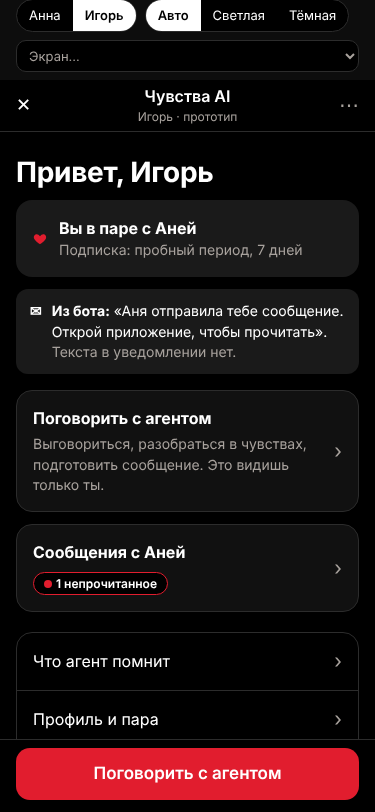 Анна Игорь Авто Светлая Тёмная
Экран...
Чувства AI
Игорь · прототип
Привет, Игорь
Вы в паре с Аней
Подписка: пробный период, 7 дней
Из бота: «Аня отправила тебе сообщение.
Открой приложение, чтобы прочитать».
Текста в уведомлении нет.
Поговорить с агентом
Выговориться, разобраться в чувствах,
подготовить сообщение. Это видишь
только ты.
Сообщения с Аней
1 непрочитанное
Что агент помнит
Профиль и пара
Поговорить с агентом